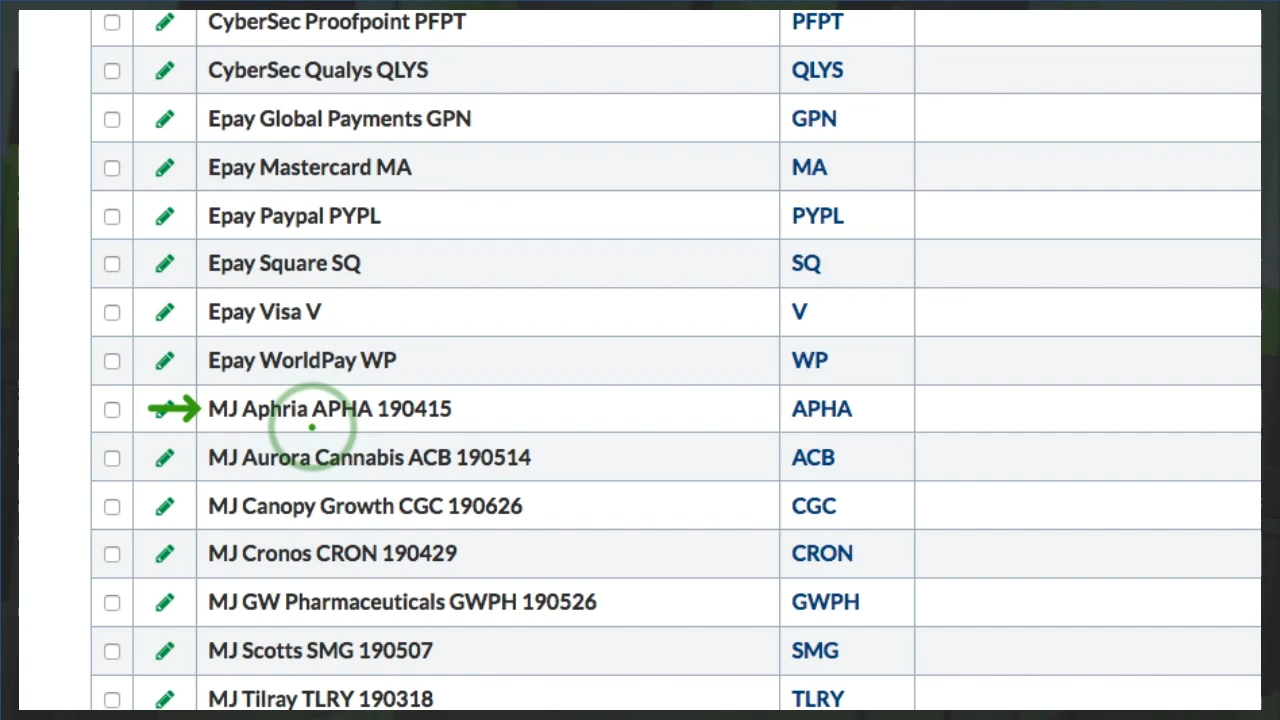 CyberSec Proofpoint PFPT PFPT
CyberSec Qualys QLYS QLYS
Epay Global Payments GPN GPN
Epay Mastercard MA MA
Epay Paypal PYPL PYPL
Epay Square SQ SQ
Epay Visa V V
Epay WorldPay WP WP
MJ Aphria APHA 190415 APHA
MJ Aurora Cannabis ACB 190514 ACB
MJ Canopy Growth CGC 190626 CGC
MJ Cronos CRON 190429 CRON
MJ GW Pharmaceuticals GWPH 190526 GWPH
MJ Scotts SMG 190507 SMG
MJ Tilray TLRY 190318 TLRY